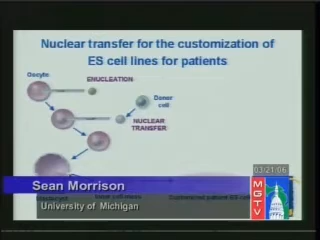 Nuclear transfer for the customization of
ES cell lines for patients
Oocyte
ENUCLEATION
Donor
cell
NUCLEAR
TRANSFER
03:21:06
Sean Morrison
University of Michigan
MGTV